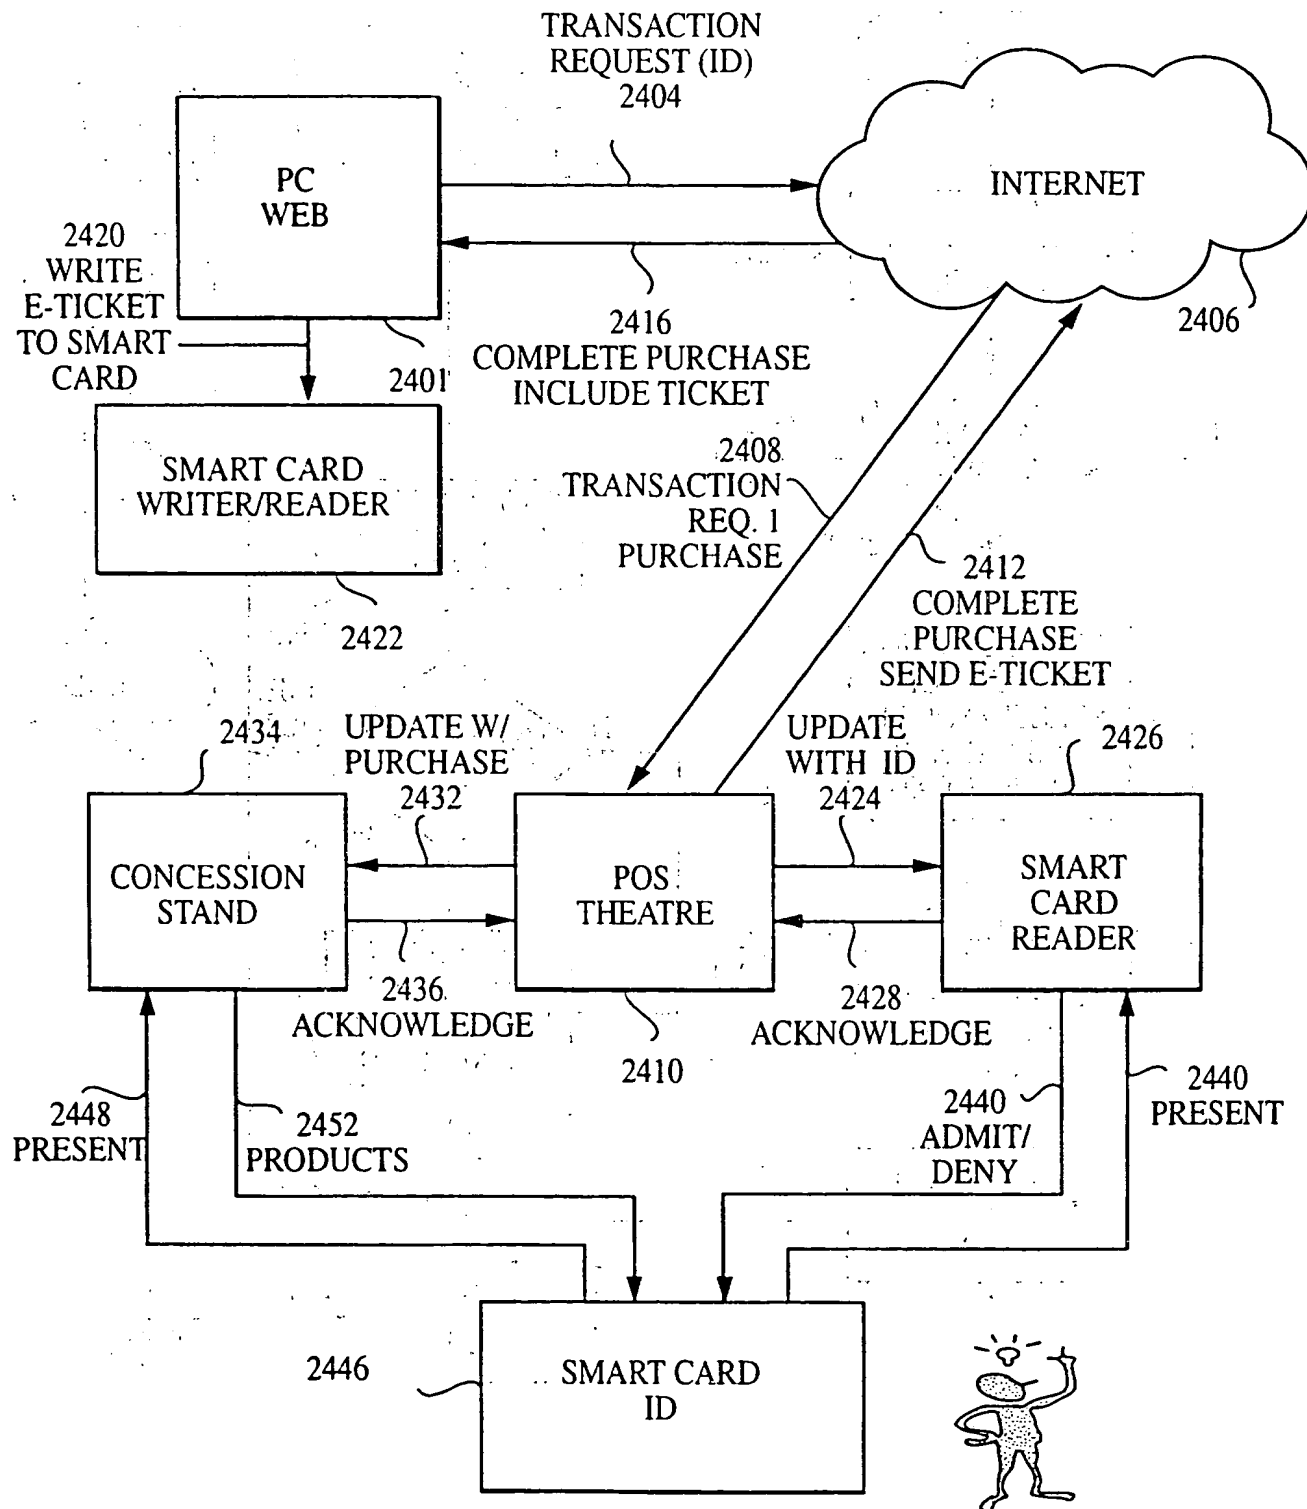 TRANSACTION
REQUEST (ID)
2404
PC
WEB
INTERNET
2420
WRITE
E-TICKET
TO SMART
CARD
2416
COMPLETE PURCHASE
INCLUDE TICKET
2401
2406
SMART CARD
WRITER/READER
2422
2408
TRANSACTION
REQ. 1
PURCHASE
2412
COMPLETE
PURCHASE
SEND E-TICKET
2434
UPDATE W/
PURCHASE
2432
UPDATE
WITH ID
2424
2426
CONCESSION
STAND
POS
THEATRE
SMART
CARD
READER
2436
ACKNOWLEDGE
2410
2428
ACKNOWLEDGE
2448
PRESENT
2452
PRODUCTS
2440
ADMIT/
DENY
2440
PRESENT
2446
SMART CARD
ID